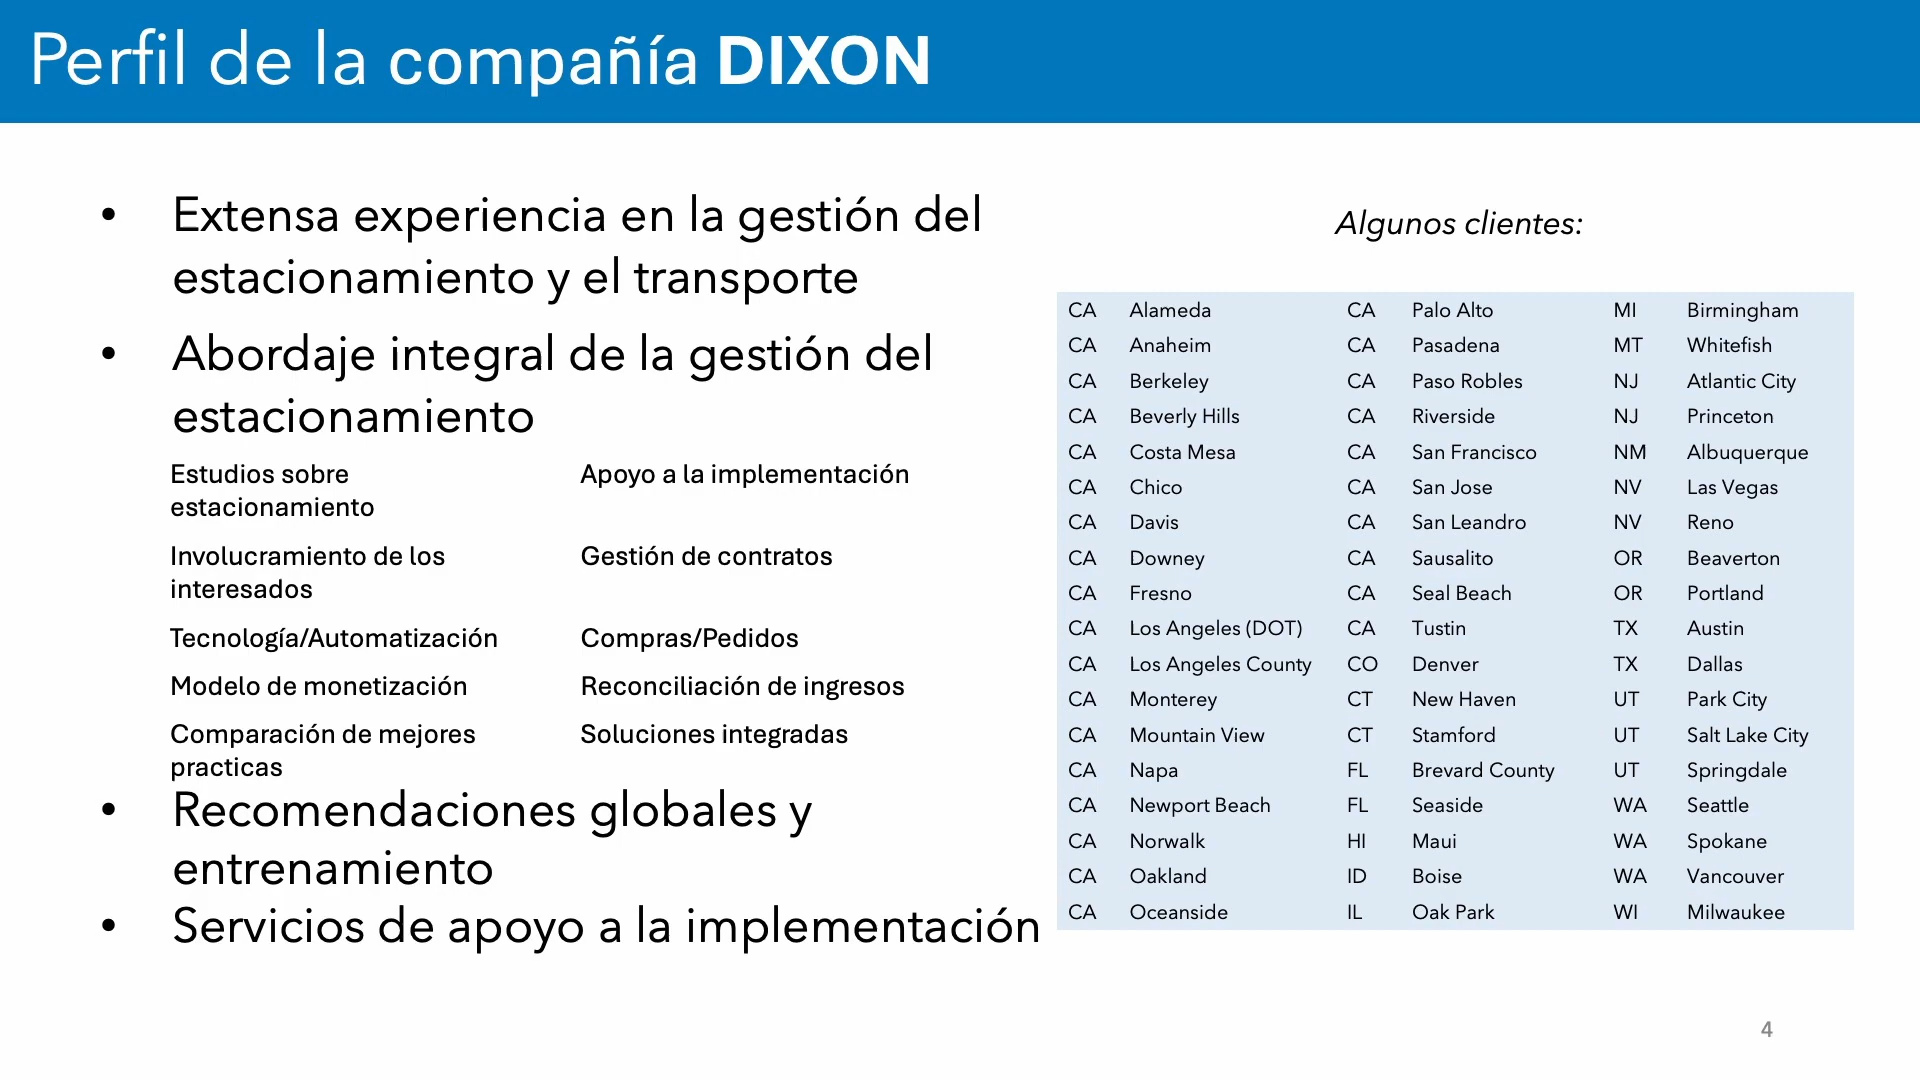 Perfil de la compañía DIXON
• Extensa experiencia en la gestión del
estacionamiento y el transporte
• Abordaje integral de la gestión del
estacionamiento
Estudios sobre
estacionamiento
Apoyo a la implementación
Involucramiento de los
interesados
Gestión de contratos
Tecnología/Automatización Compras/Pedidos
Modelo de monetización Reconciliación de ingresos
Comparación de mejores
practicas
Soluciones integradas
• Recomendaciones globales y
entrenamiento
• Servicios de apoyo a la implementación
Algunos clientes:
CA Alameda CA Palo Alto MI Birmingham
CA Anaheim CA Pasadena MT Whitefish
CA Berkeley CA Paso Robles NJ Atlantic City
CA Beverly Hills CA Riverside NJ Princeton
CA Costa Mesa CA San Francisco NM Albuquerque
CA Chico CA San Jose NV Las Vegas
CA Davis CA San Leandro NV Reno
CA Downey CA Sausalito OR Beaverton
CA Fresno CA Seal Beach OR Portland
CA Los Angeles (DOT) CA Tustin TX Austin
CA Los Angeles County CO Denver TX Dallas
CA Monterey CT New Haven UT Park City
CA Mountain View CT Stamford UT Salt Lake City
CA Napa FL Brevard County UT Springdale
CA Newport Beach FL Seaside WA Seattle
CA Norwalk HI Maui WA Spokane
CA Oakland ID Boise WA Vancouver
CA Oceanside IL Oak Park WI Milwaukee
4